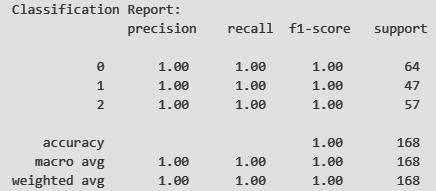 Classification Report:
precision recall f1-score support
0 1.00 1.00 1.00 64
1 1.00 1.00 1.00 47
2 1.00 1.00 1.00 57
accuracy 1.00 168
macro avg 1.00 1.00 1.00 168
weighted avg 1.00 1.00 1.00 168